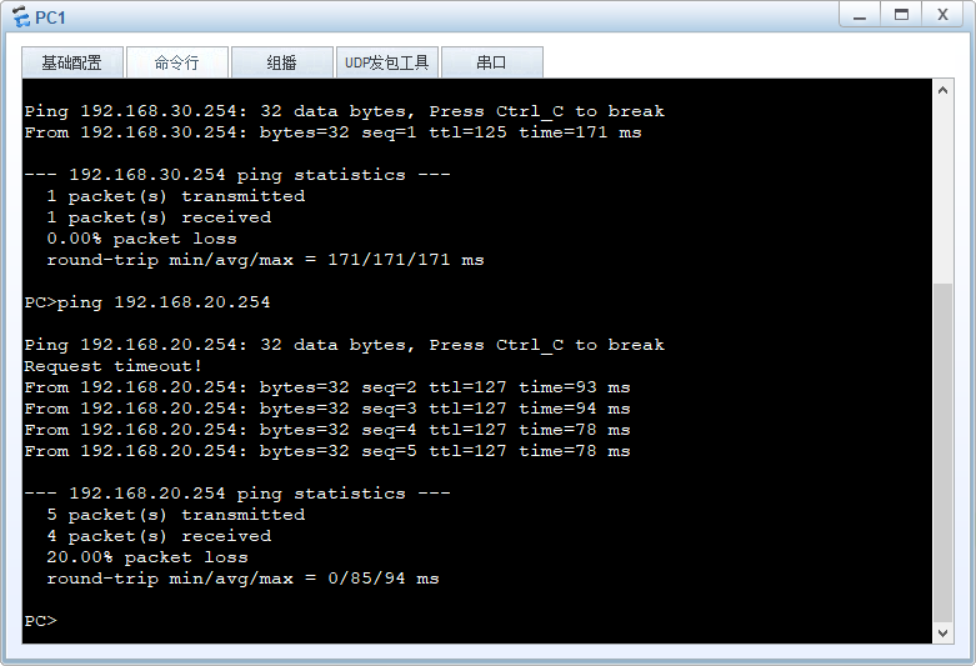 PC1
基础配置 命令行 组播 UDP发包工具 串口
Ping 192.168.30.254: 32 data bytes, Press Ctrl_C to break
From 192.168.30.254: bytes=32 seq=1 ttl=125 time=171 ms
--- 192.168.30.254 ping statistics ---
1 packet(s) transmitted
1 packet(s) received
0.00% packet loss
round-trip min/avg/max = 171/171/171 ms
PC>ping 192.168.20.254
Ping 192.168.20.254: 32 data bytes, Press Ctrl_C to break
Request timeout!
From 192.168.20.254: bytes=32 seq=2 ttl=127 time=93 ms
From 192.168.20.254: bytes=32 seq=3 ttl=127 time=94 ms
From 192.168.20.254: bytes=32 seq=4 ttl=127 time=78 ms
From 192.168.20.254: bytes=32 seq=5 ttl=127 time=78 ms
--- 192.168.20.254 ping statistics ---
5 packet(s) transmitted
4 packet(s) received
20.00% packet loss
round-trip min/avg/max = 0/85/94 ms
PC>